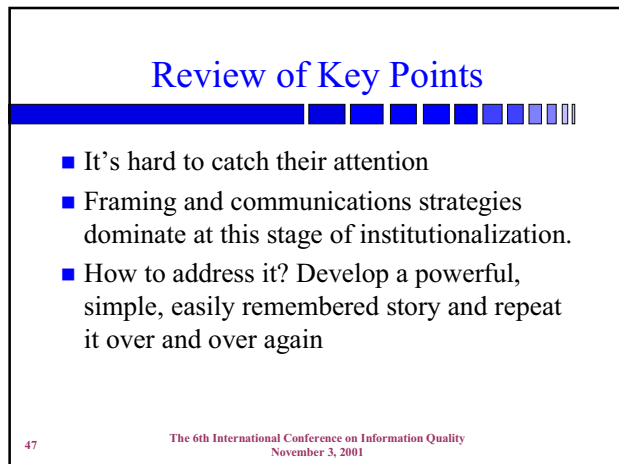 Review of Key Points
It's hard to catch their attention
Framing and communications strategies
dominate at this stage of institutionalization.
How to address it? Develop a powerful,
simple, easily remembered story and repeat
it over and over again
47
The 6th International Conference on Information Quality
November 3, 2001